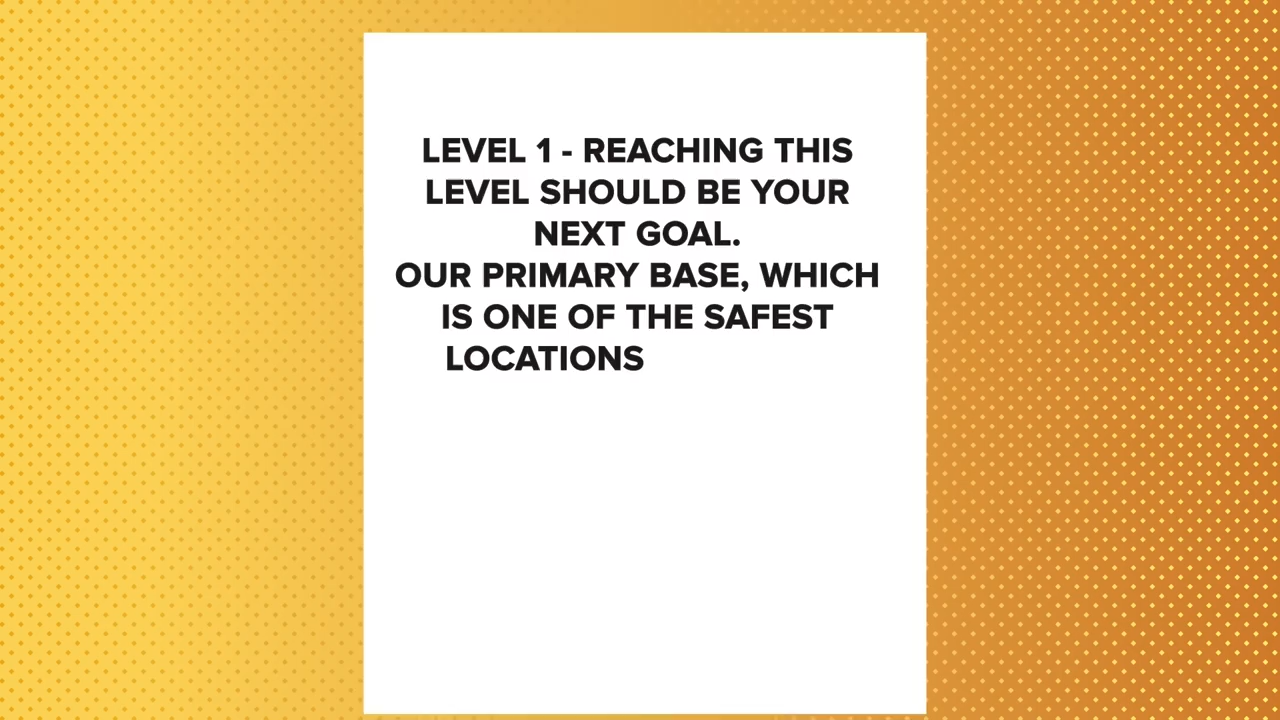 LEVEL 1 - REACHING THIS
LEVEL SHOULD BE YOUR
NEXT GOAL.
OUR PRIMARY BASE, WHICH
IS ONE OF THE SAFEST
LOCATIONS